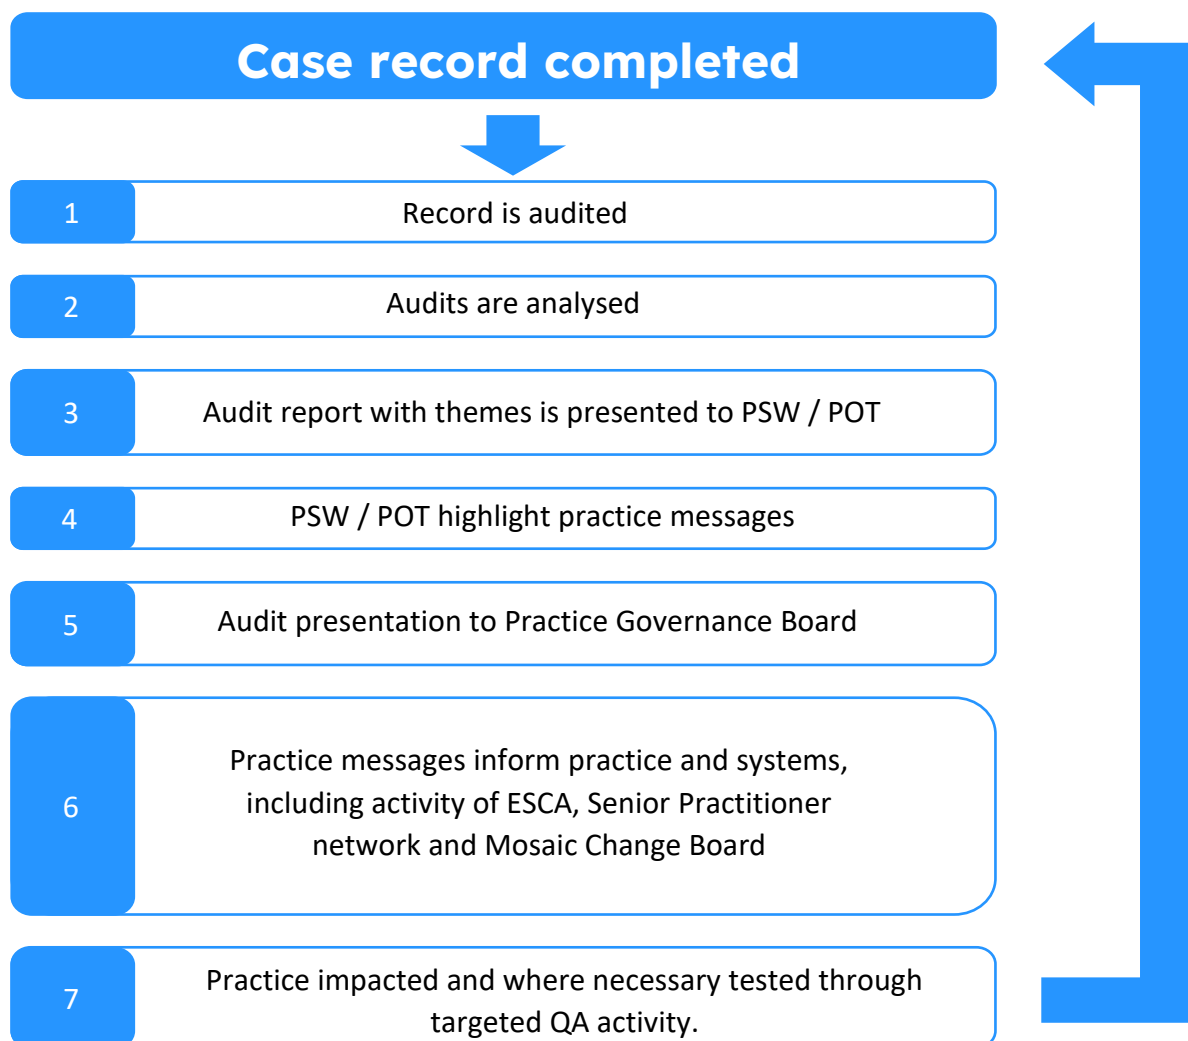 Case record completed
1
Record is audited
2
Audits are analysed
3
Audit report with themes is presented to PSW / POT
4
PSW / POT highlight practice messages
5
Audit presentation to Practice Governance Board
6
Practice messages inform practice and systems,
including activity of ESCA, Senior Practitioner
network and Mosaic Change Board
7
Practice impacted and where necessary tested through
targeted QA activity.